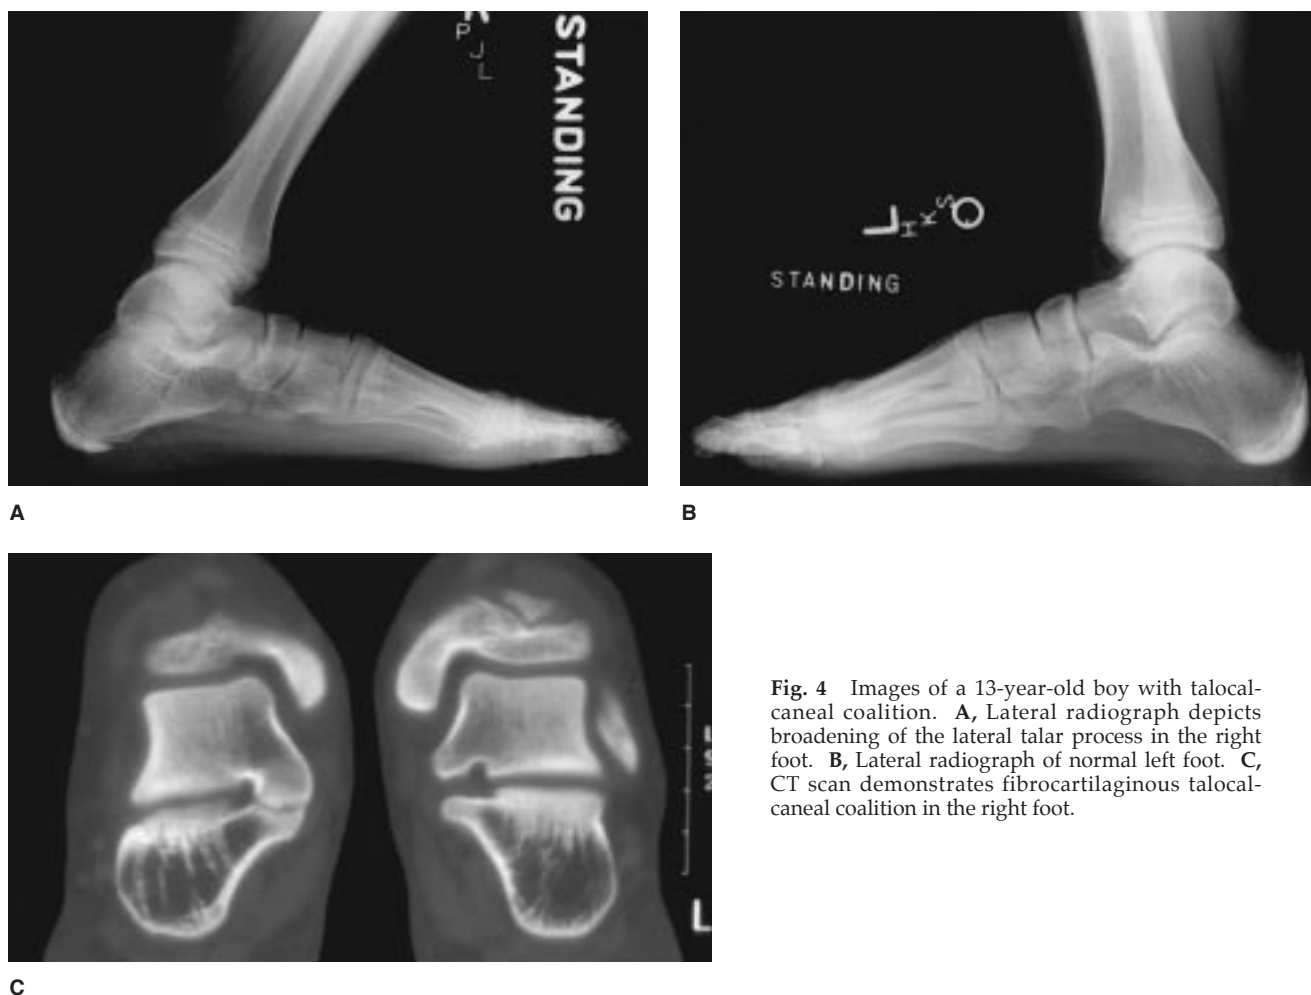 P
J
L
STANDING
A
L H K S
STANDING
B
L
C
Fig. 4 Images of a 13-year-old boy with talocal-
caneal coalition. A, Lateral radiograph depicts
broadening of the lateral talar process in the right
foot. B, Lateral radiograph of normal left foot. C,
CT scan demonstrates fibrocartilaginous talocal-
caneal coalition in the right foot.